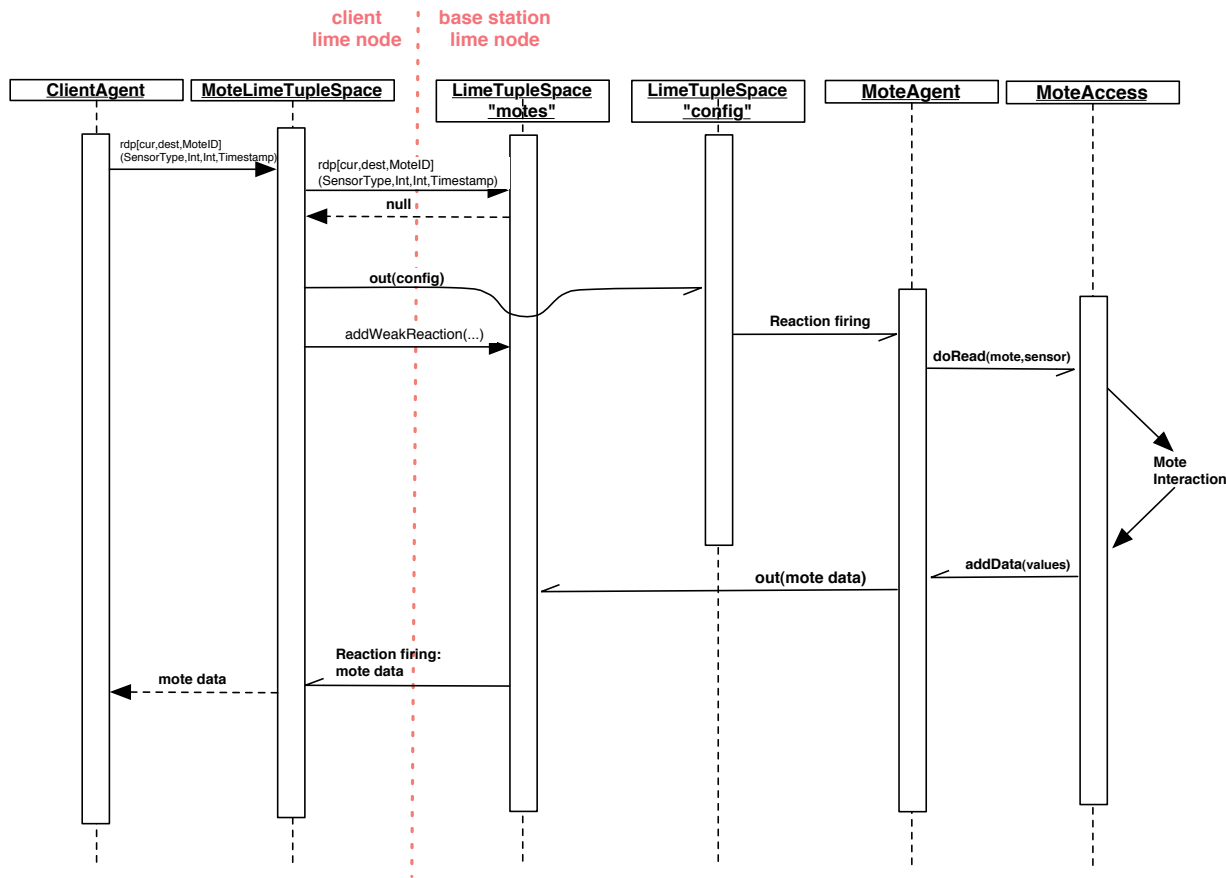 client
lime node
base station
lime node
ClientAgent
MoteLimeTupleSpace
LimeTupleSpace
"motes"
LimeTupleSpace
"config"
MoteAgent
MoteAccess
rdp[cur,dest,MoteID]
(SensorType,Int,Int,Timestamp)
rdp[cur,dest,MoteID]
(SensorType,Int,Int,Timestamp)
null
out(config)
Reaction firing
addWeakReaction(...)
doRead(mote,sensor)
Mote
Interaction
addData(values)
out(mote data)
Reaction firing:
mote data
mote data